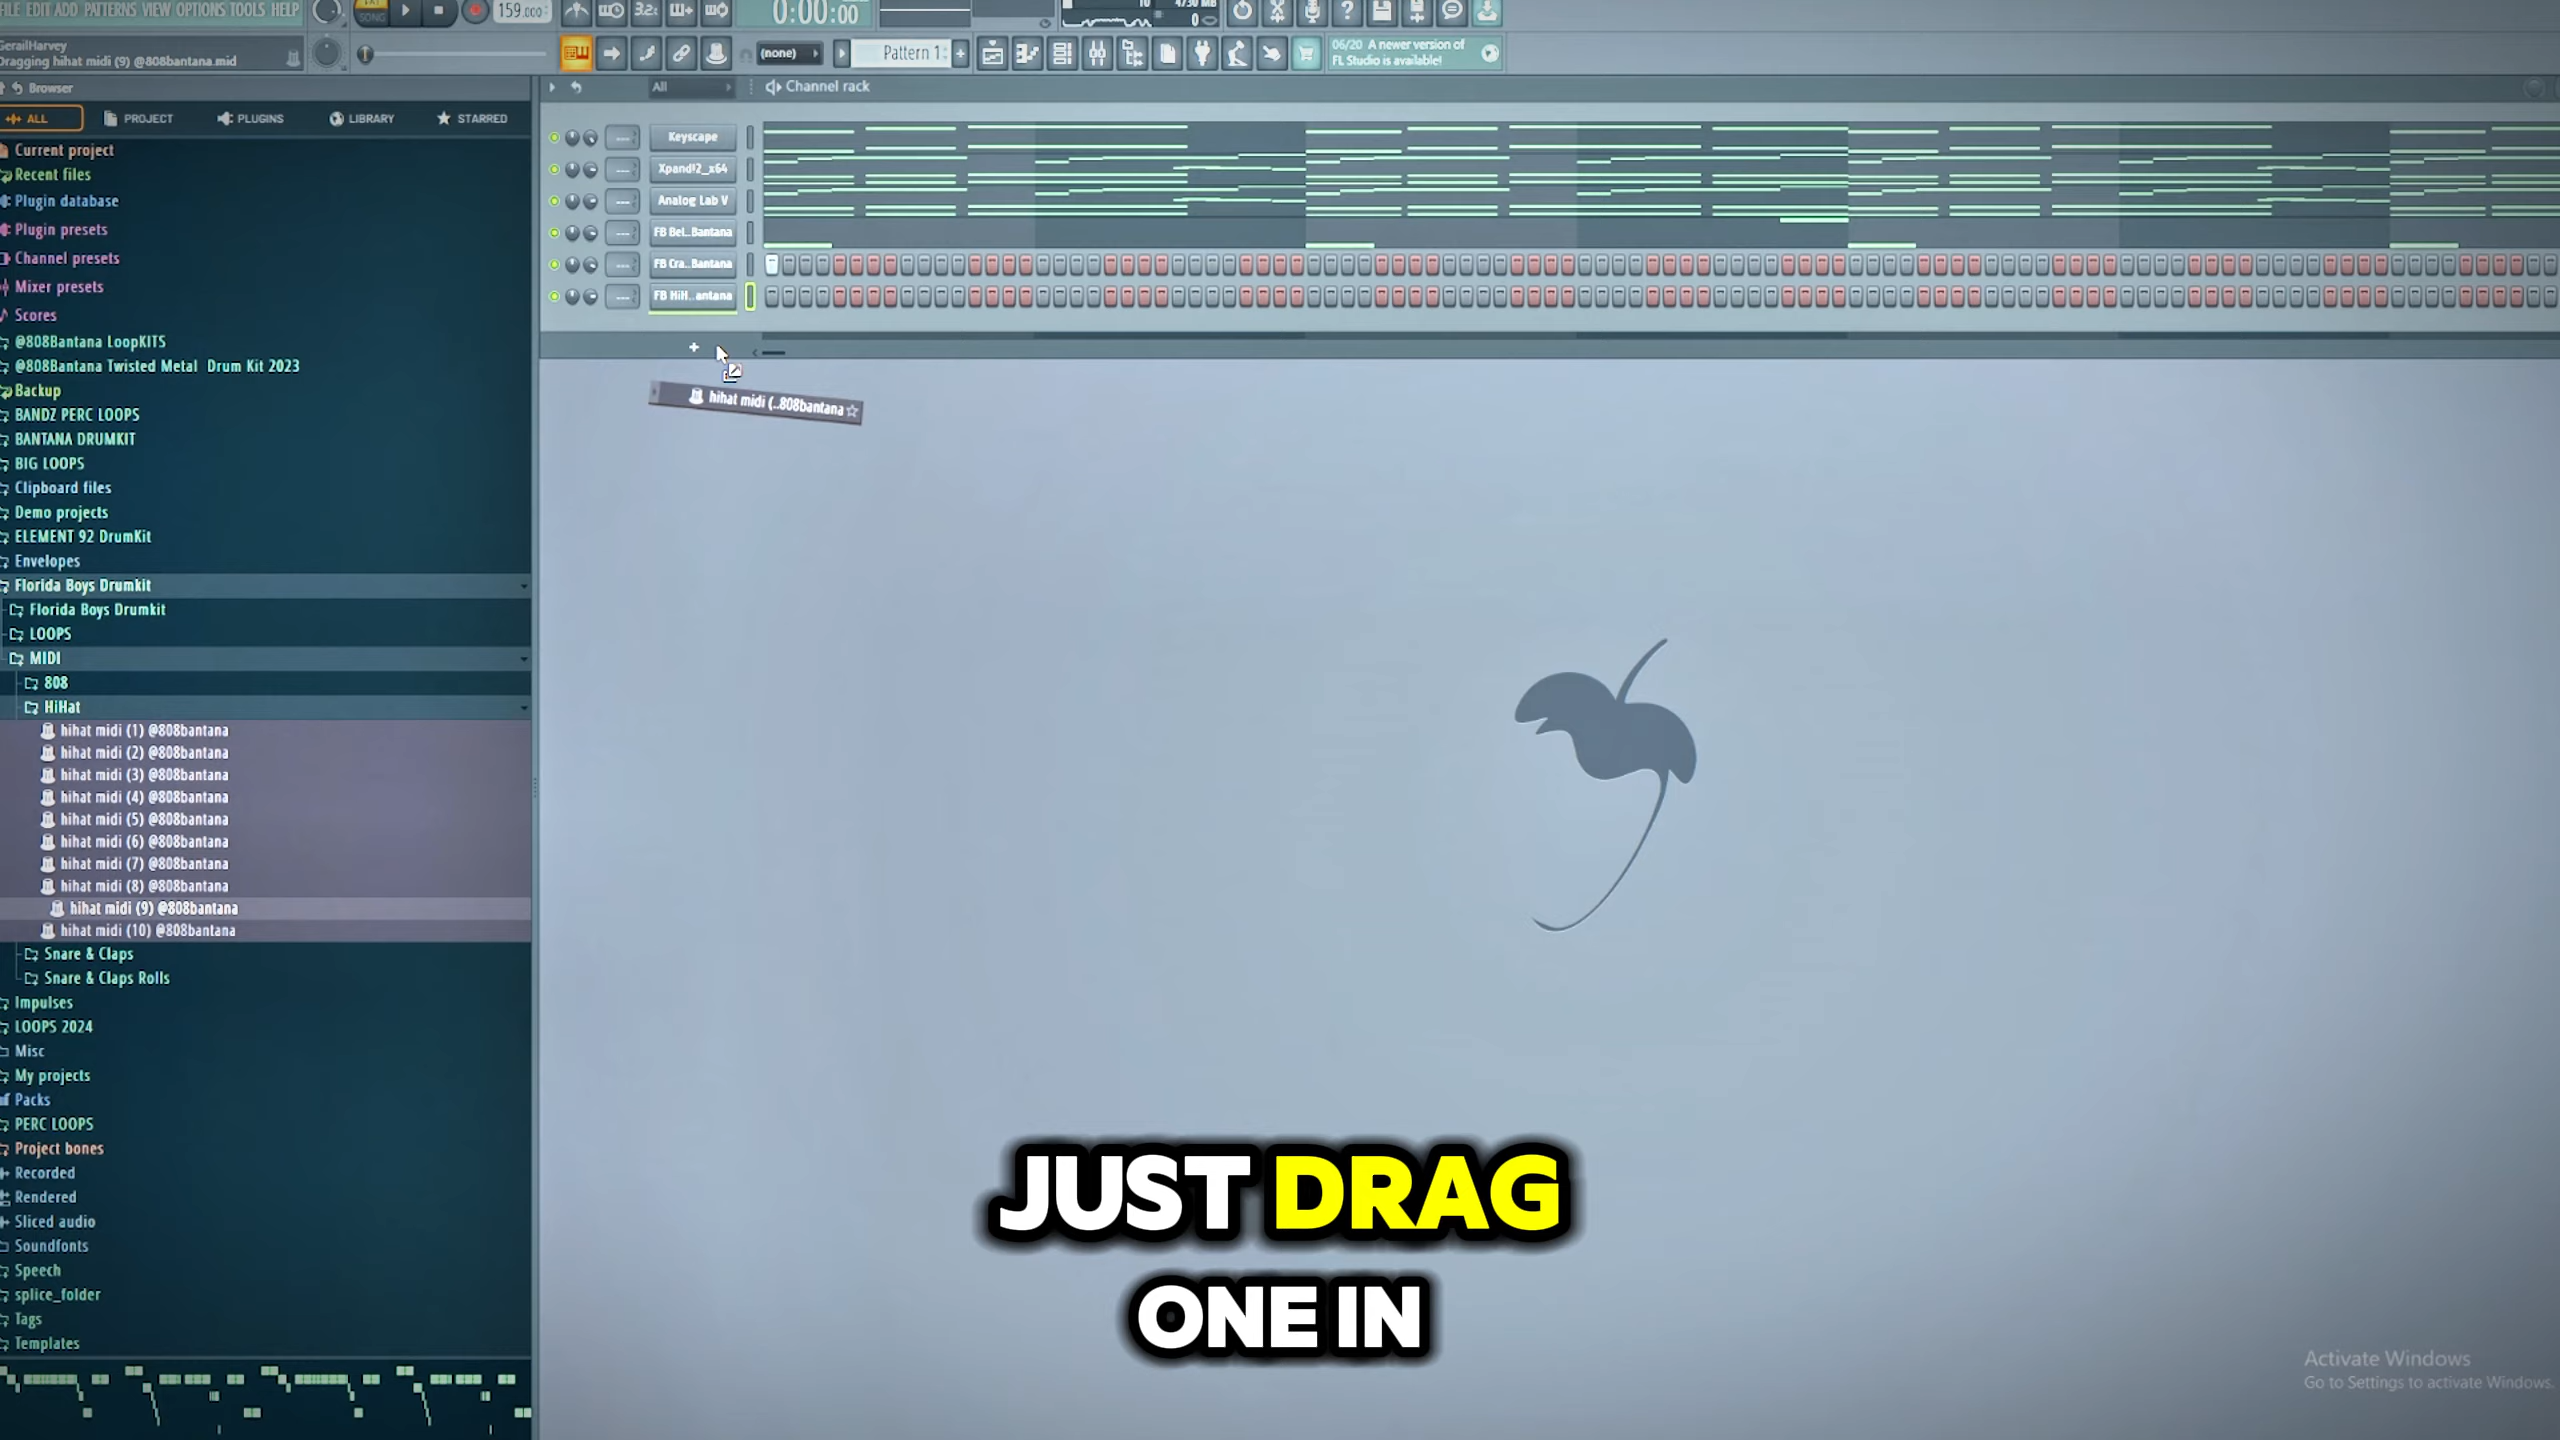 FILE EDIT ADD PATTERNS VIEW OPTIONS TOOLS HELP
SONG
159.000
3.2
0:00:00
10
4730 MB
0
GerailHarvey
Dragging hihat midi (9) @808bantana.mid
(none)
Pattern 1
06/20 A newer version of
FL Studio is available!
Browser
All
Channel rack
ALL
PROJECT
PLUGINS
LIBRARY
STARRED
Current project
Recent files
Plugin database
Plugin presets
Channel presets
Mixer presets
Scores
@808Bantana LoopKITS
@808Bantana Twisted Metal Drum Kit 2023
Backup
BANDZ PERC LOOPS
BANTANA DRUMKIT
BIG LOOPS
Clipboard files
Demo projects
ELEMENT 92 DrumKit
Envelopes
Florida Boys Drumkit
Florida Boys Drumkit
LOOPS
MIDI
808
HiHat
hihat midi (1) @808bantana
hihat midi (2) @808bantana
hihat midi (3) @808bantana
hihat midi (4) @808bantana
hihat midi (5) @808bantana
hihat midi (6) @808bantana
hihat midi (7) @808bantana
hihat midi (8) @808bantana
hihat midi (9) @808bantana
hihat midi (10) @808bantana
Snare & Claps
Snare & Claps Rolls
Impulses
LOOPS 2024
Misc
My projects
Packs
PERC LOOPS
Project bones
Recorded
Rendered
Sliced audio
Soundfonts
Speech
splice_folder
Tags
Templates
Keyscape
Xpand!2_x64
Analog Lab V
FB Bel..Bantana
FB Cra..Bantana
FB HiH..antana
hihat midi (..808bantana
JUST DRAG
ONE IN
Activate Windows
Go to Settings to activate Windows.